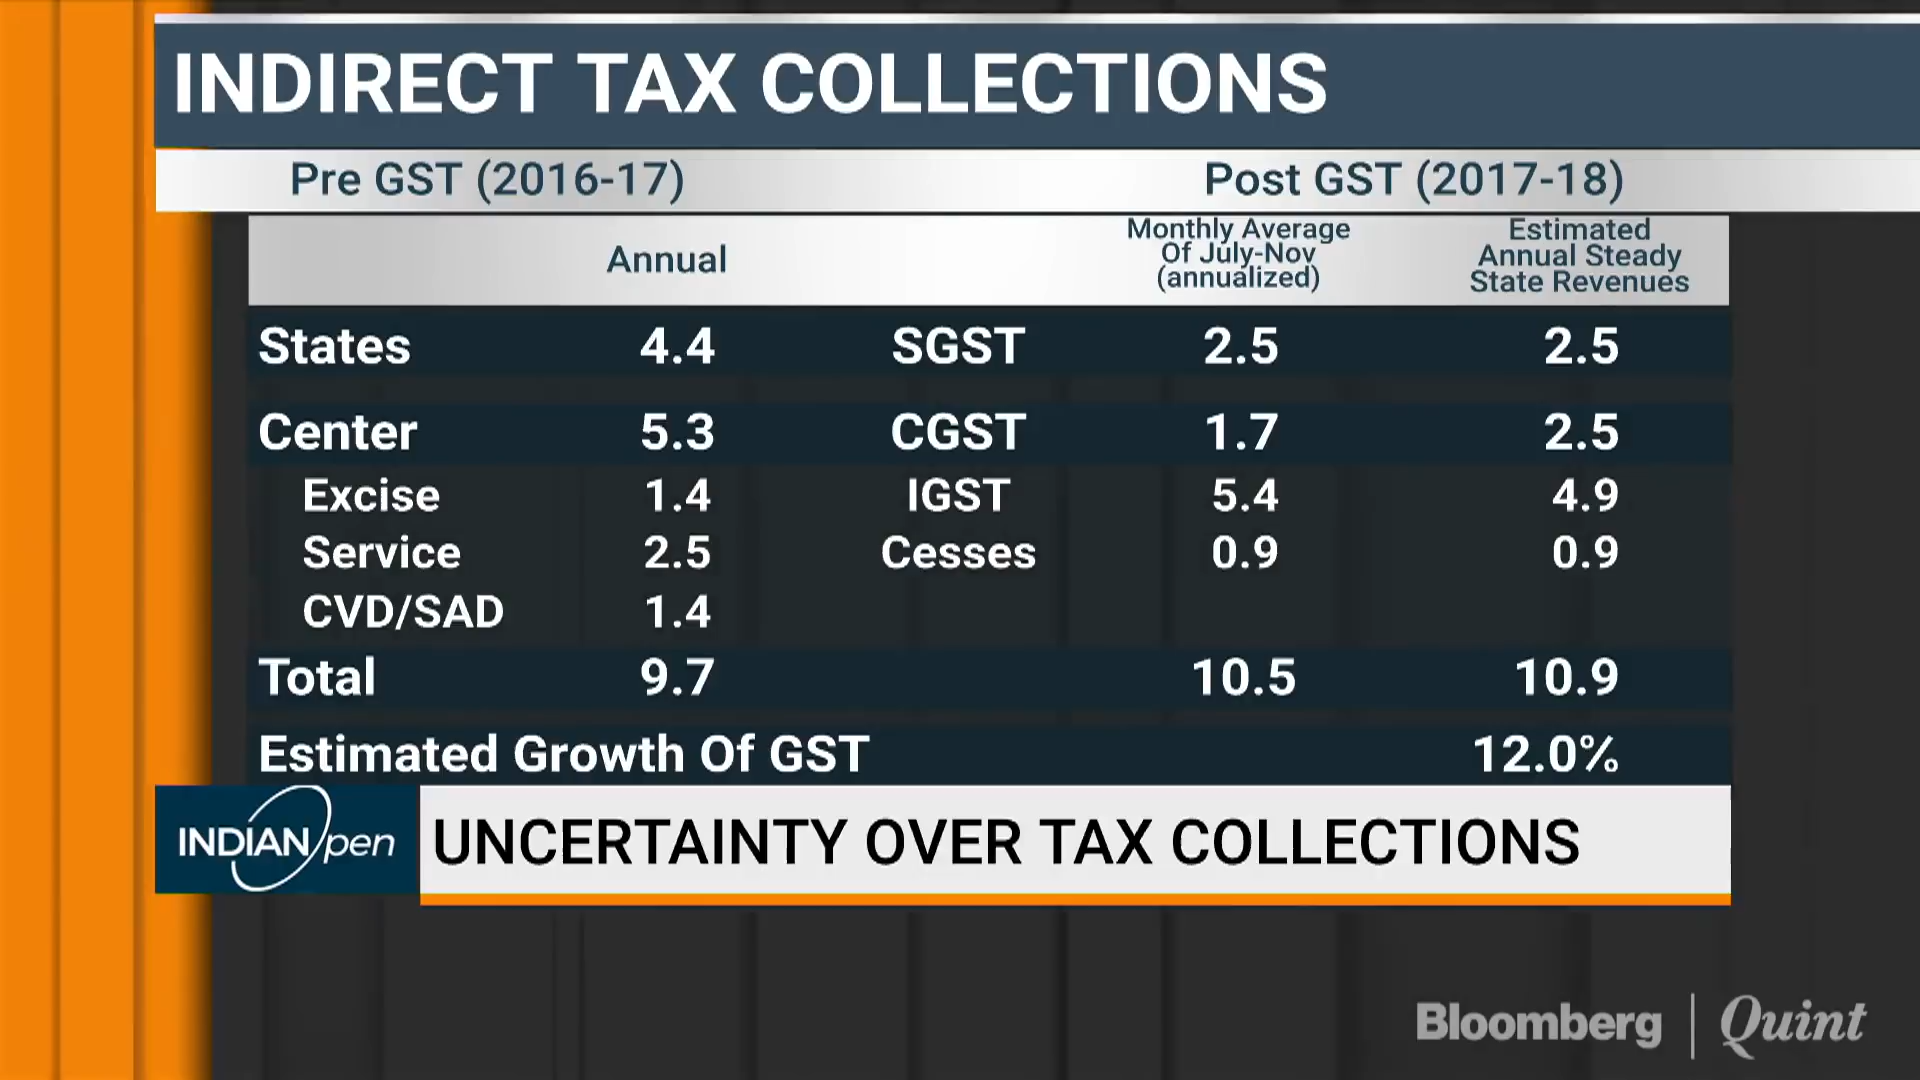 INDIRECT TAX COLLECTIONS
Pre GST (2016-17) Post GST (2017-18)
Annual
Monthly Average
Of July-Nov
(annualized)
Estimated
Annual Steady
State Revenues
States 4.4 SGST 2.5 2.5
Center 5.3 CGST 1.7 2.5
Excise 1.4 IGST 5.4 4.9
Service 2.5 Cesses 0.9 0.9
CVD/SAD 1.4
Total 9.7 10.5 10.9
Estimated Growth Of GST 12.0%
INDIAN Open UNCERTAINTY OVER TAX COLLECTIONS
Bloomberg | Quint